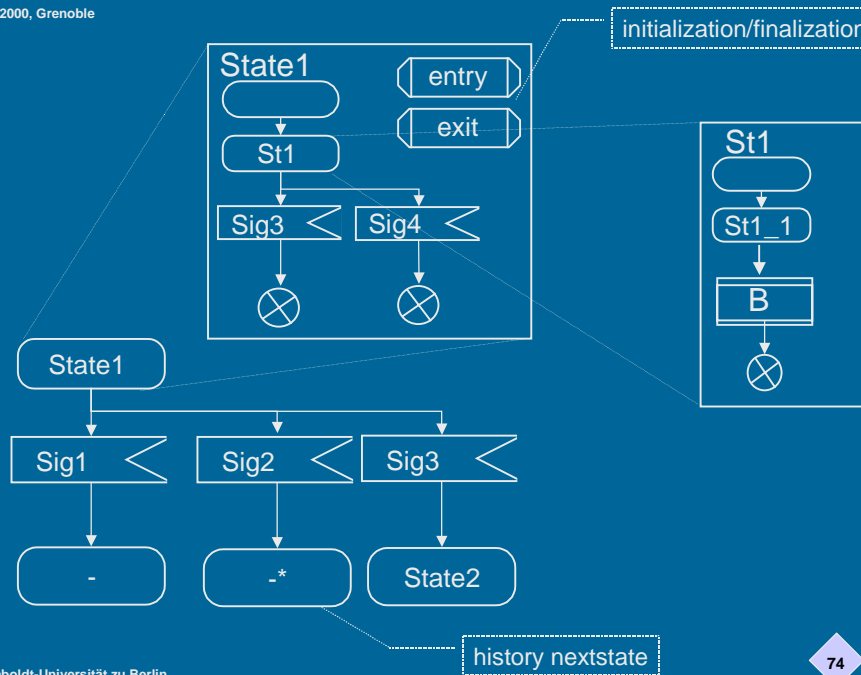 2000, Grenoble
initialization/finalization
State1
entry
exit
St1
Sig3
Sig4
St1
St1_1
B
State1
Sig1
Sig2
Sig3
-
-*
State2
history nextstate
74
boldt-Universität zu Berlin